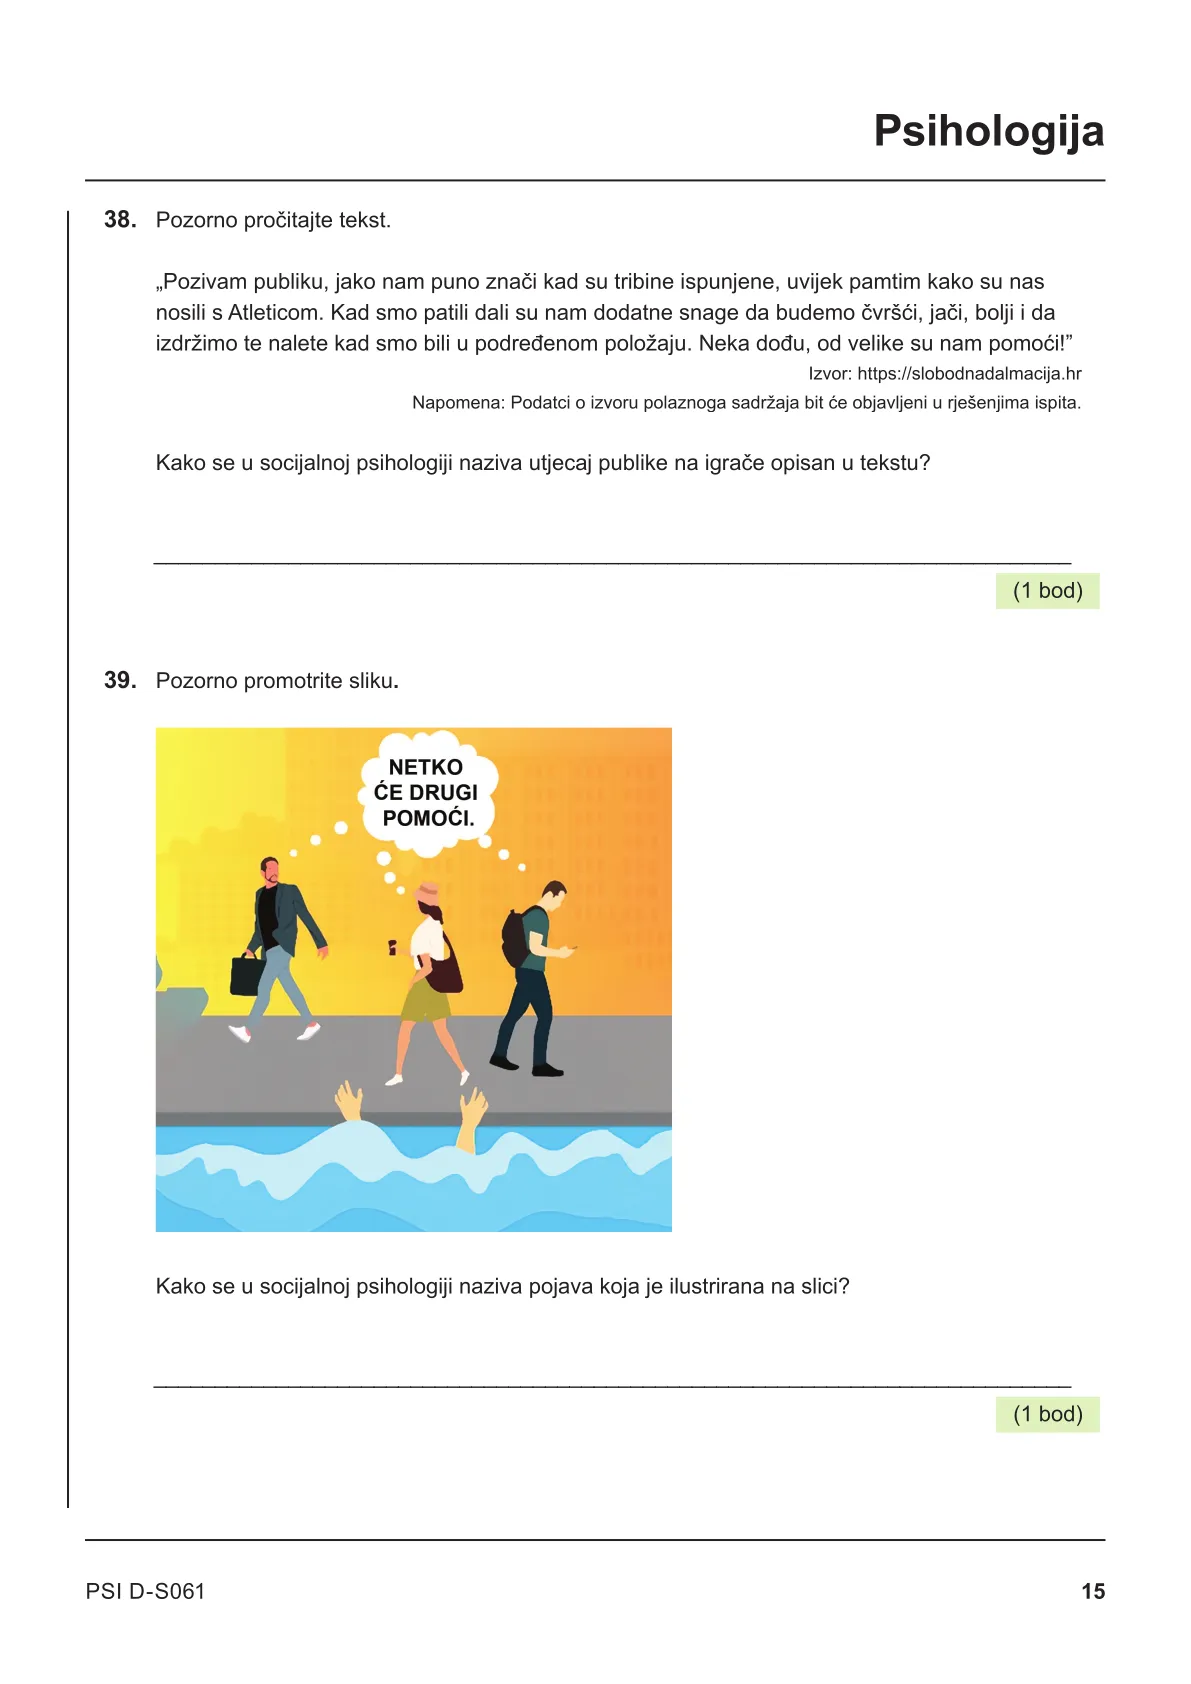 Psihologija
38. Pozorno pročitajte tekst.
„Pozivam publiku, jako nam puno znači kad su tribine ispunjene, uvijek pamtim kako su nas
nosili s Atleticom. Kad smo patili dali su nam dodatne snage da budemo čvršći, jači, bolji i da
izdržimo te nalete kad smo bili u podređenom položaju. Neka dođu, od velike su nam pomoći!”
Izvor: https://slobodnadalmacija.hr
Napomena: Podatci o izvoru polaznoga sadržaja bit će objavljeni u rješenjima ispita.
Kako se u socijalnoj psihologiji naziva utjecaj publike na igrače opisan u tekstu?
(1 bod)
39. Pozorno promotrite sliku.
NETKO
ĆE DRUGI
POMOĆI.
Kako se u socijalnoj psihologiji naziva pojava koja je ilustrirana na slici?
(1 bod)
PSI D-S061
15